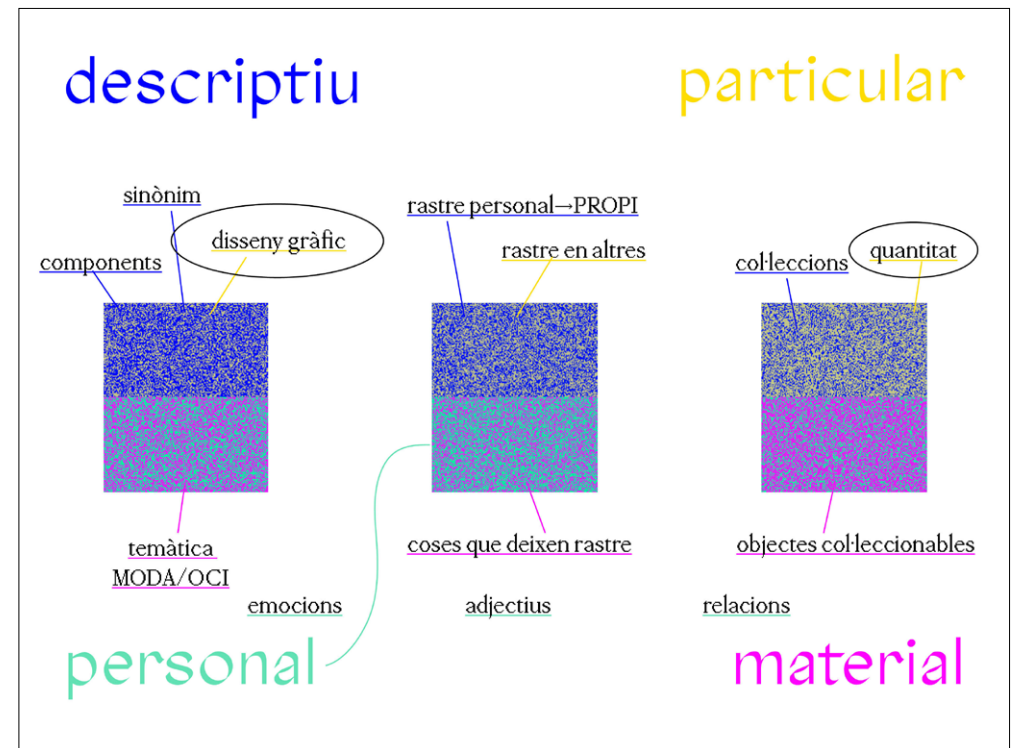 descriptiu
particular
sinònim
disseny gràfic
components
rastre personal→PROPI
rastre en altres
col·leccions
quantitat
temàtica
MODA/OCI
coses que deixen rastre
objectes col·leccionables
emocions
adjectius
relacions
personal
material